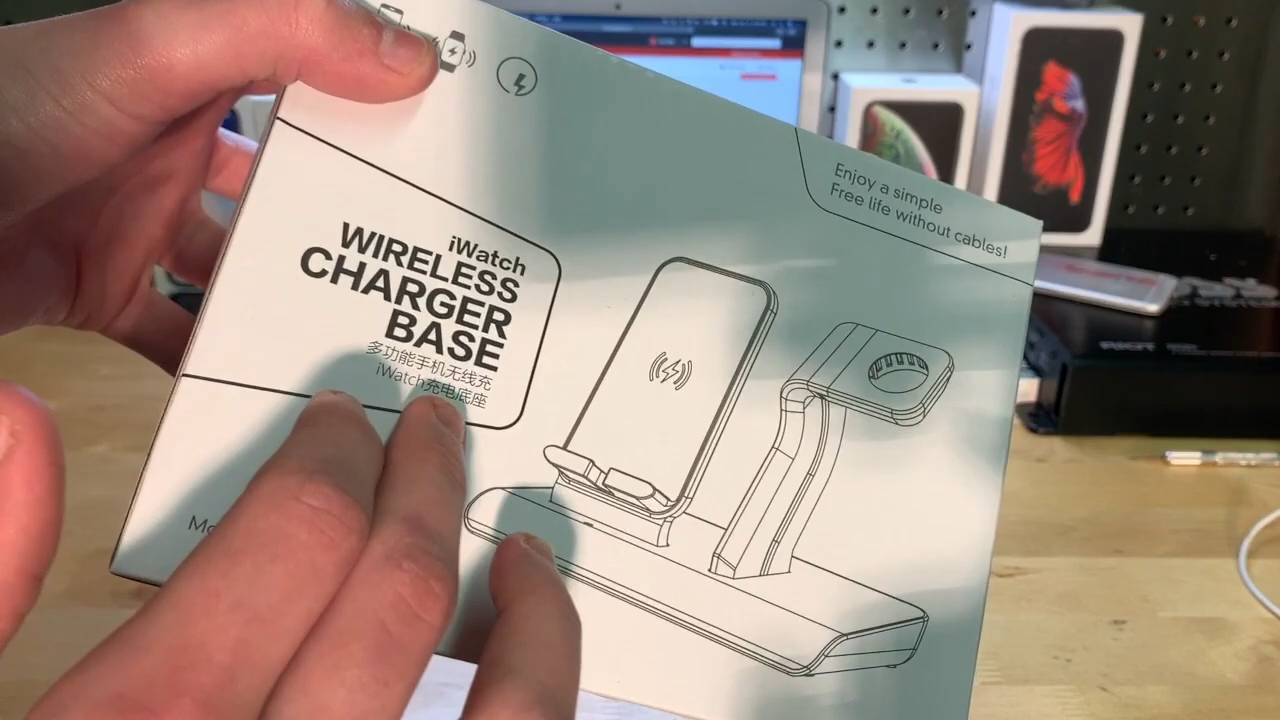 Enjoy a simple
Free life without cables!
iWatch
WIRELESS
CHARGER
BASE
多功能手机无线充
iWatch充电底座